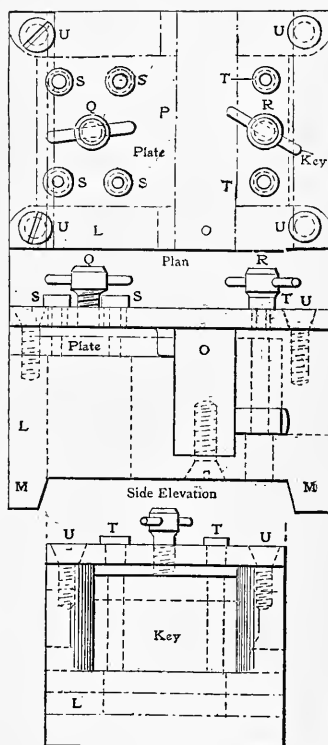 U U
S S T
Q P R
Plate Key
S S T
U L O U
Plan
Q R
S S T U
Plate O
L
M M
Side Elevation
U T T U
Key
L